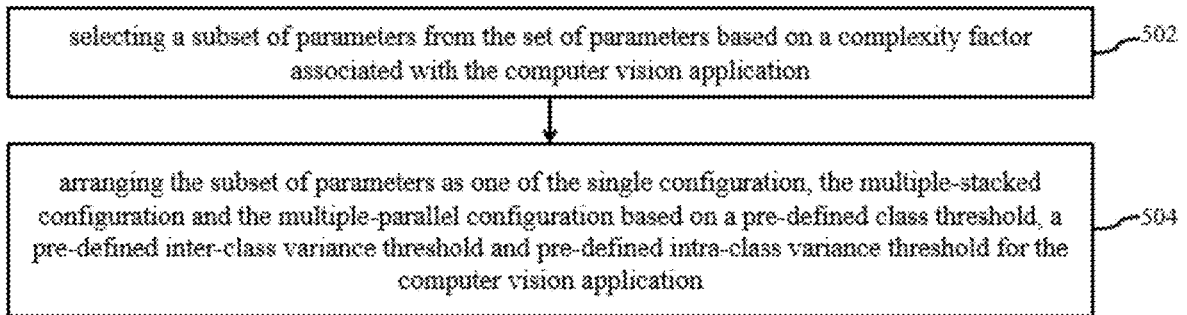 selecting a subset of parameters from the set of parameters based on a complexity factor
associated with the computer vision application
502
arranging the subset of parameters as one of the single configuration, the multiple-stacked
configuration and the multiple-parallel configuration based on a pre-defined class threshold, a
pre-defined inter-class variance threshold and pre-defined intra-class variance threshold for the
computer vision application
504